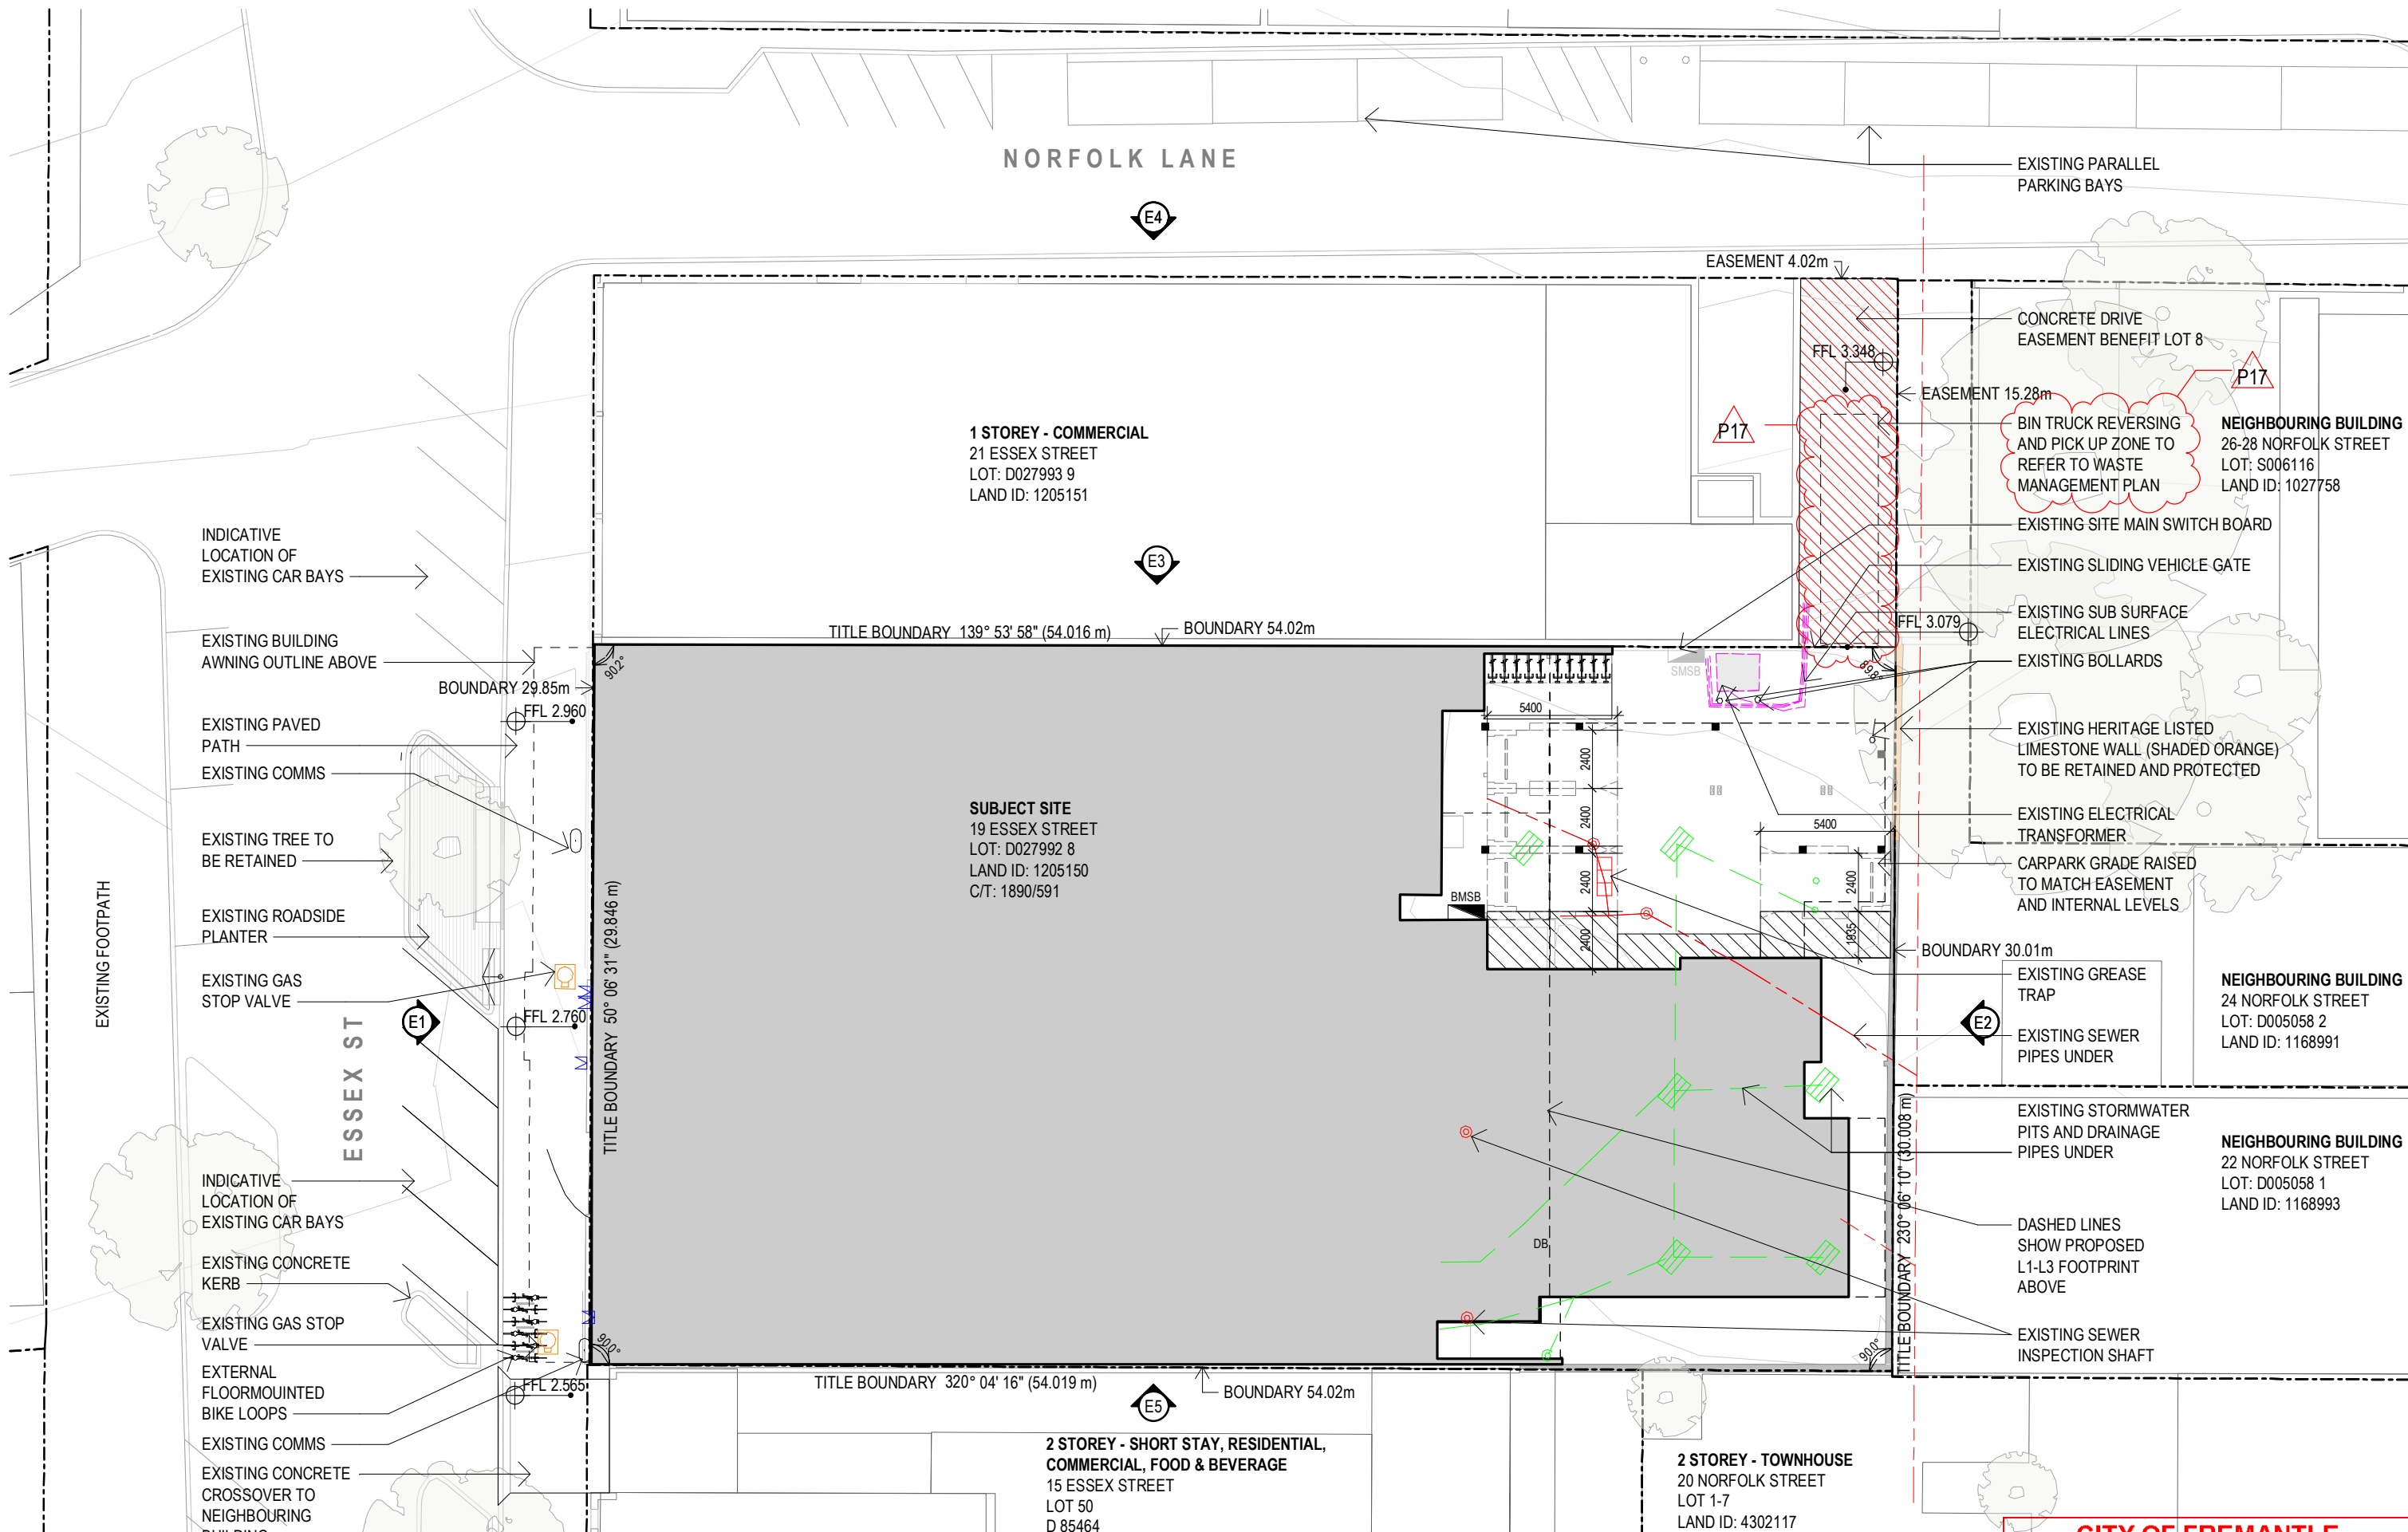 NORFOLK LANE
E4
EXISTING PARALLEL
PARKING BAYS
EASEMENT 4.02m
CONCRETE DRIVE
EASEMENT BENEFIT LOT 8
FFL 3.348
P17
EASEMENT 15.28m
P17
BIN TRUCK REVERSING
AND PICK UP ZONE TO
REFER TO WASTE
MANAGEMENT PLAN
NEIGHBOURING BUILDING
26-28 NORFOLK STREET
LOT: S006116
LAND ID: 1027758
1 STOREY - COMMERCIAL
21 ESSEX STREET
LOT: D027993 9
LAND ID: 1205151
E3
EXISTING SITE MAIN SWITCH BOARD
EXISTING SLIDING VEHICLE GATE
EXISTING SUB SURFACE
ELECTRICAL LINES
FFL 3.079
EXISTING BOLLARDS
INDICATIVE
LOCATION OF
EXISTING CAR BAYS
EXISTING BUILDING
AWNING OUTLINE ABOVE
TITLE BOUNDARY 139° 53' 58" (54.016 m)
BOUNDARY 54.02m
90.2°
89.8°
SMSB
BOUNDARY 29.85m
FFL 2.960
EXISTING PAVED
PATH
EXISTING COMMS
EXISTING TREE TO
BE RETAINED
EXISTING ROADSIDE
PLANTER
EXISTING GAS
STOP VALVE
FFL 2.760
EXISTING FOOTPATH
E1
ESSEX ST
TITLE BOUNDARY 50° 06' 31" (29.846 m)
SUBJECT SITE
19 ESSEX STREET
LOT: D027992 8
LAND ID: 1205150
C/T: 1890/591
5400
2400
2400
2400
2400
5400
2400
1835
BMSB
EXISTING HERITAGE LISTED
LIMESTONE WALL (SHADED ORANGE)
TO BE RETAINED AND PROTECTED
EXISTING ELECTRICAL
TRANSFORMER
CARPARK GRADE RAISED
TO MATCH EASEMENT
AND INTERNAL LEVELS
BOUNDARY 30.01m
EXISTING GREASE
TRAP
E2
EXISTING SEWER
PIPES UNDER
NEIGHBOURING BUILDING
24 NORFOLK STREET
LOT: D005058 2
LAND ID: 1168991
EXISTING STORMWATER
PITS AND DRAINAGE
PIPES UNDER
NEIGHBOURING BUILDING
22 NORFOLK STREET
LOT: D005058 1
LAND ID: 1168993
DASHED LINES
SHOW PROPOSED
L1-L3 FOOTPRINT
ABOVE
EXISTING SEWER
INSPECTION SHAFT
TITLE BOUNDARY 230° 06' 10" (30.008 m)
DB
INDICATIVE
LOCATION OF
EXISTING CAR BAYS
EXISTING CONCRETE
KERB
EXISTING GAS STOP
VALVE
EXTERNAL
FLOORMOUINTED
BIKE LOOPS
EXISTING COMMS
EXISTING CONCRETE
CROSSOVER TO
NEIGHBOURING
BUILDING
90.0°
90.0°
FFL 2.565
TITLE BOUNDARY 320° 04' 16" (54.019 m)
BOUNDARY 54.02m
E5
2 STOREY - SHORT STAY, RESIDENTIAL,
COMMERCIAL, FOOD & BEVERAGE
15 ESSEX STREET
LOT 50
D 85464
2 STOREY - TOWNHOUSE
20 NORFOLK STREET
LOT 1-7
LAND ID: 4302117
CITY OF FREMANTLE